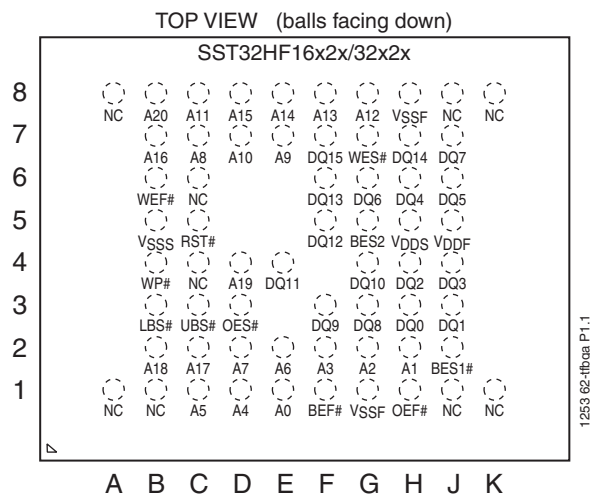 TOP VIEW (balls facing down)
SST32HF16x2x/32x2x
8
NC A20 A11 A15 A14 A13 A12 VSSF NC NC
7
A16 A8 A10 A9 DQ15 WES# DQ14 DQ7
6
WEF# NC DQ13 DQ6 DQ4 DQ5
5
VSSS RST# DQ12 BES2 VDDS VDDF
4
WP# NC A19 DQ11 DQ10 DQ2 DQ3
3
LBS# UBS# OES# DQ9 DQ8 DQ0 DQ1
2
A18 A17 A7 A6 A3 A2 A1 BES1#
1
NC NC A5 A4 A0 BEF# VSSF OEF# NC NC
A B C D E F G H J K
1253 62-tfbga P1.1